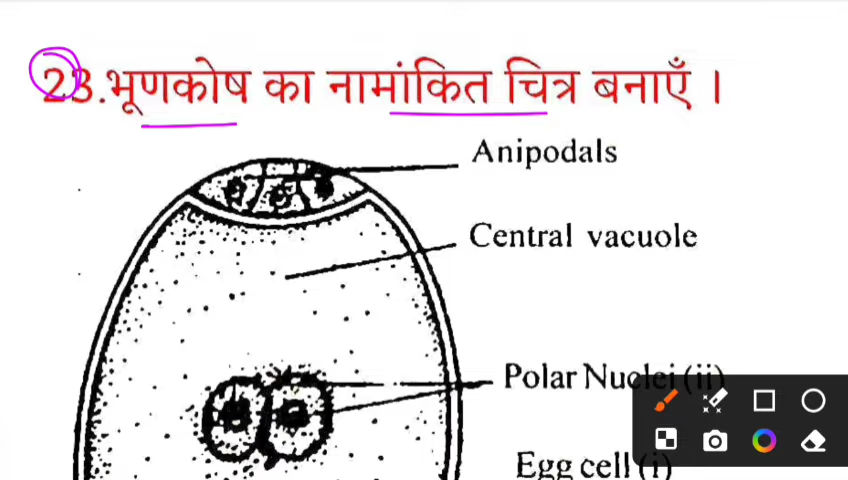 23.भूणकोष का नामांकित चित्र बनाएँ ।
Anipodals
Central vacuole
Polar Nuclei (ii)
Egg cell (i)